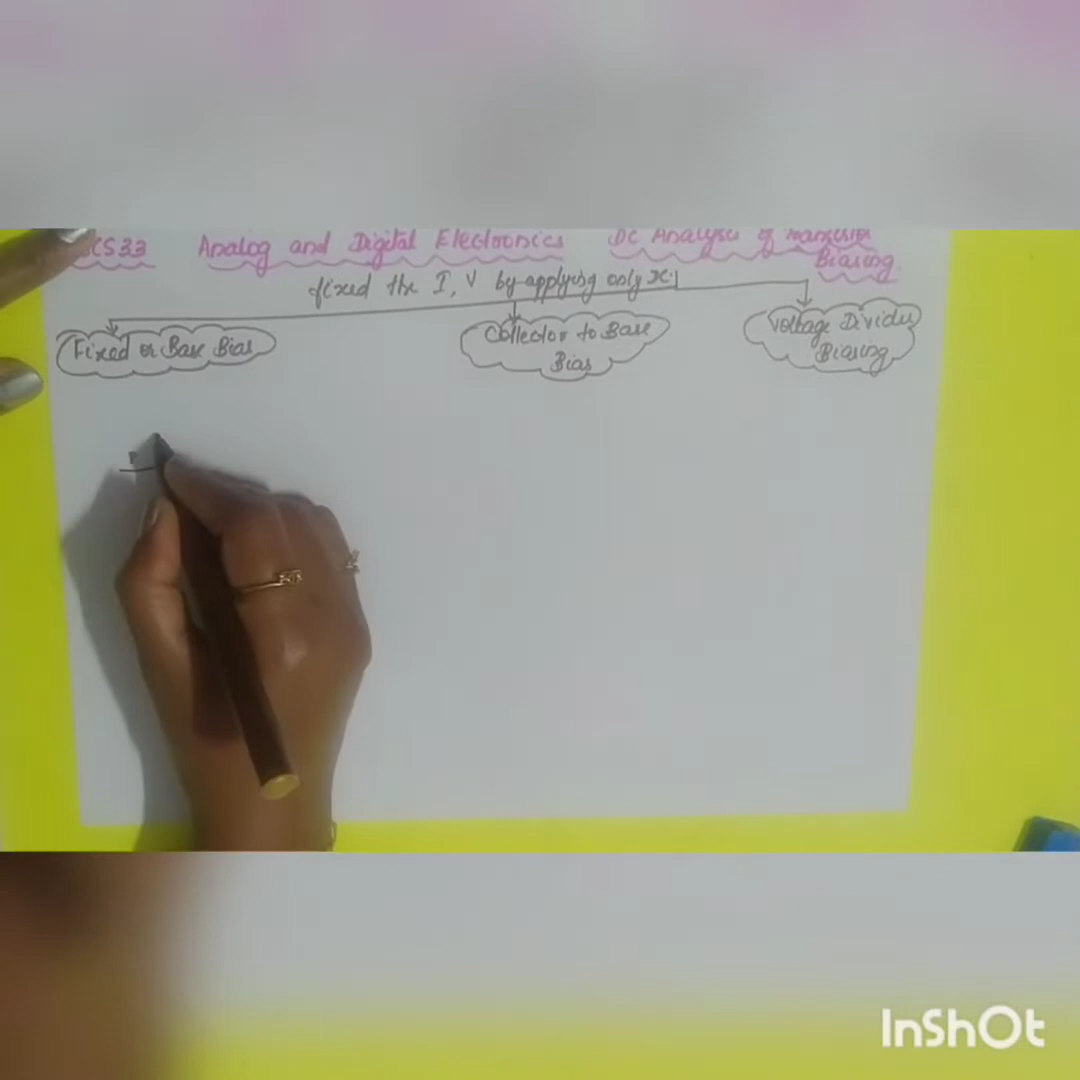 CS33 Analog and Digital Electronics DC Analysis of Transistor
Biasing
fixed the I, V by applying only DC
Fixed or Base Bias
Collector to Base
Bias
Voltage Divider
Biasing
InShOt